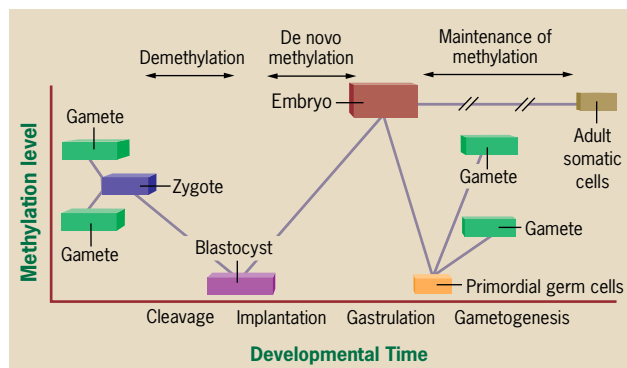 Demethylation
De novo
methylation
Maintenance of
methylation
Embryo
Gamete
Zygote
Gamete
Blastocyst
Gamete
Gamete
Adult
somatic
cells
Primordial germ cells
Methylation level
Cleavage Implantation Gastrulation Gametogenesis
Developmental Time